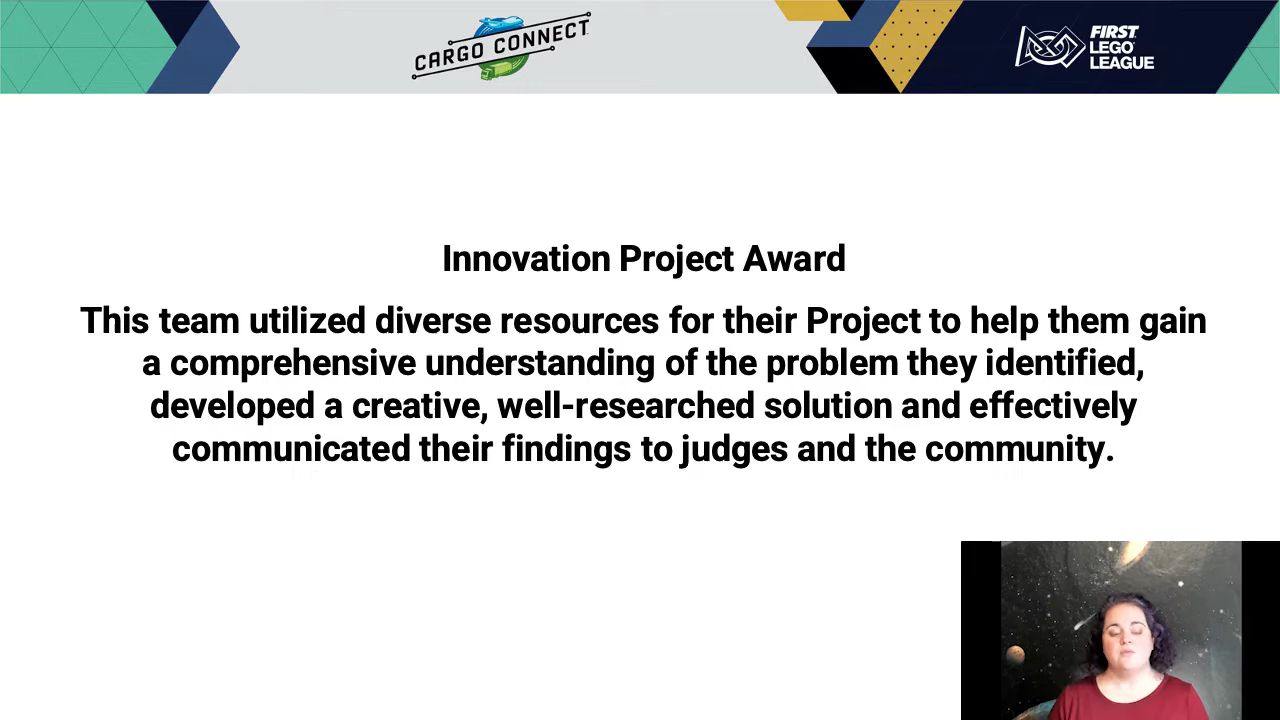 CARGO CONNECT
FIRST
LEGO
LEAGUE
Innovation Project Award
This team utilized diverse resources for their Project to help them gain
a comprehensive understanding of the problem they identified,
developed a creative, well-researched solution and effectively
communicated their findings to judges and the community.